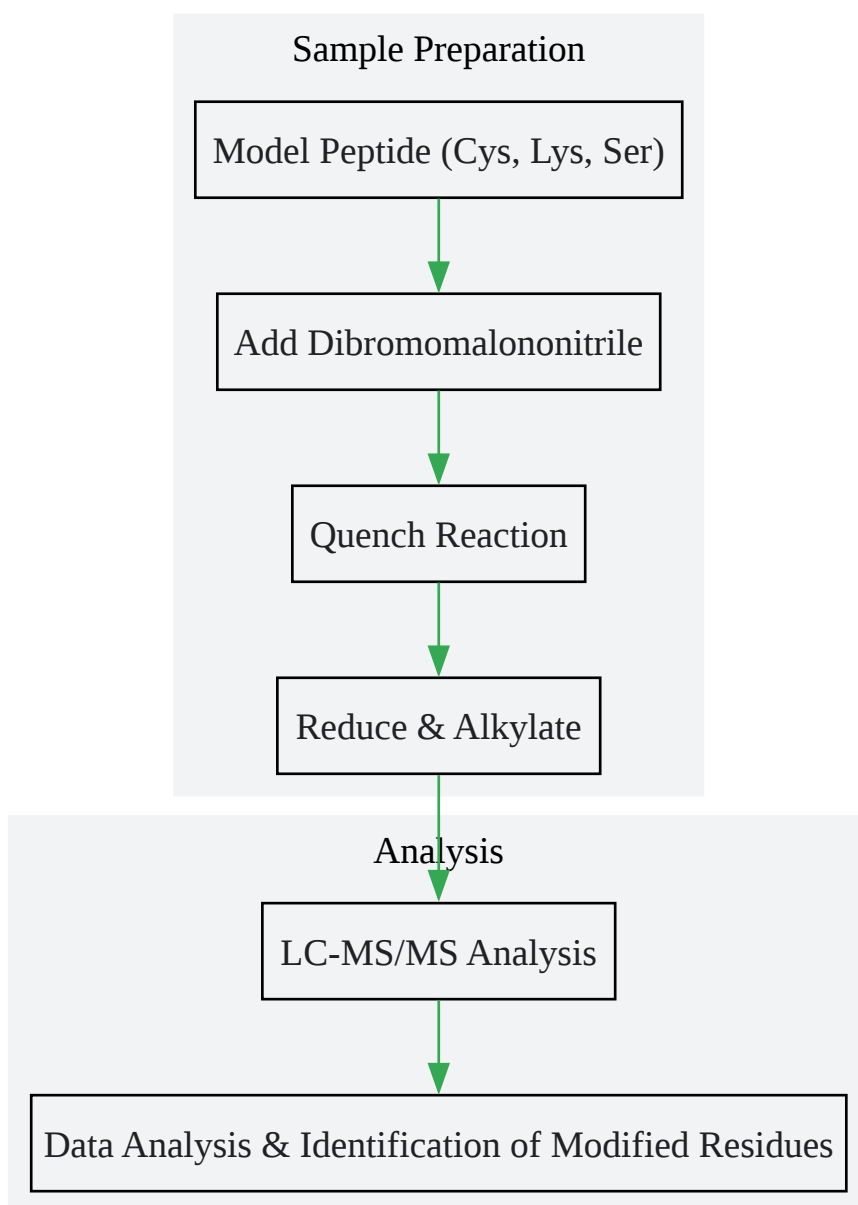 Sample Preparation
Model Peptide (Cys, Lys, Ser)
Add Dibromomalononitrile
Quench Reaction
Reduce & Alkylate
Analysis
LC-MS/MS Analysis
Data Analysis & Identification of Modified Residues